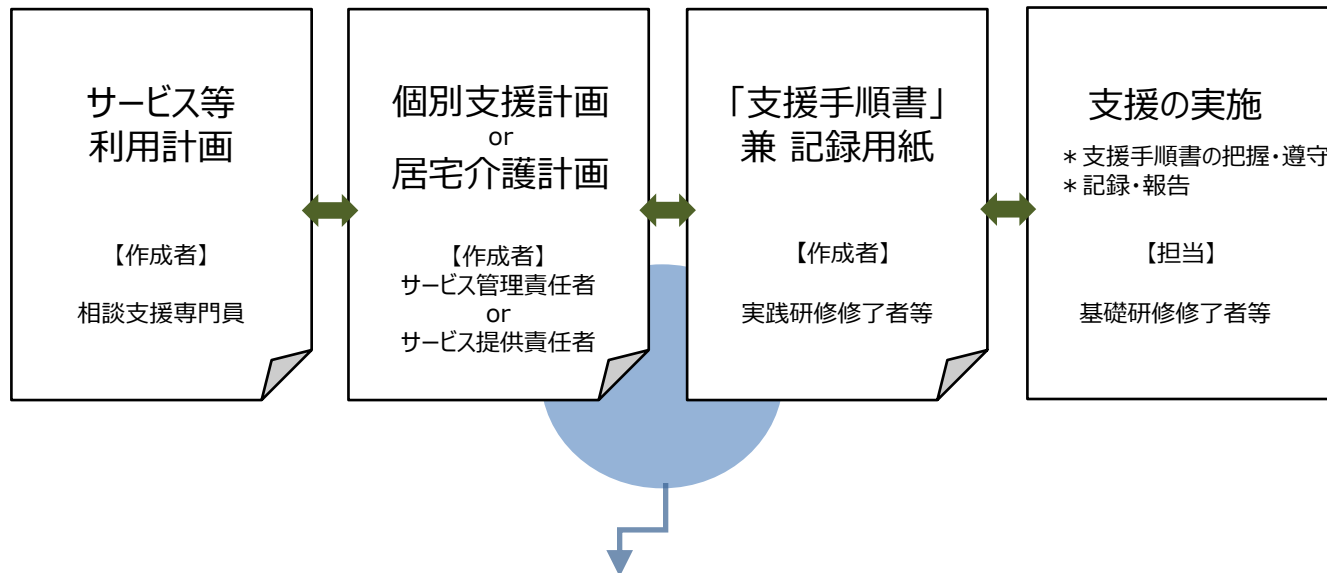 サービス等
利用計画
【作成者】
相談支援専門員
個別支援計画
or
居宅介護計画
【作成者】
サービス管理責任者
or
サービス提供責任者
「支援手順書」
兼 記録用紙
【作成者】
実践研修修了者等
支援の実施
＊支援手順書の把握・遵守
＊記録・報告
【担当】
基礎研修修了者等